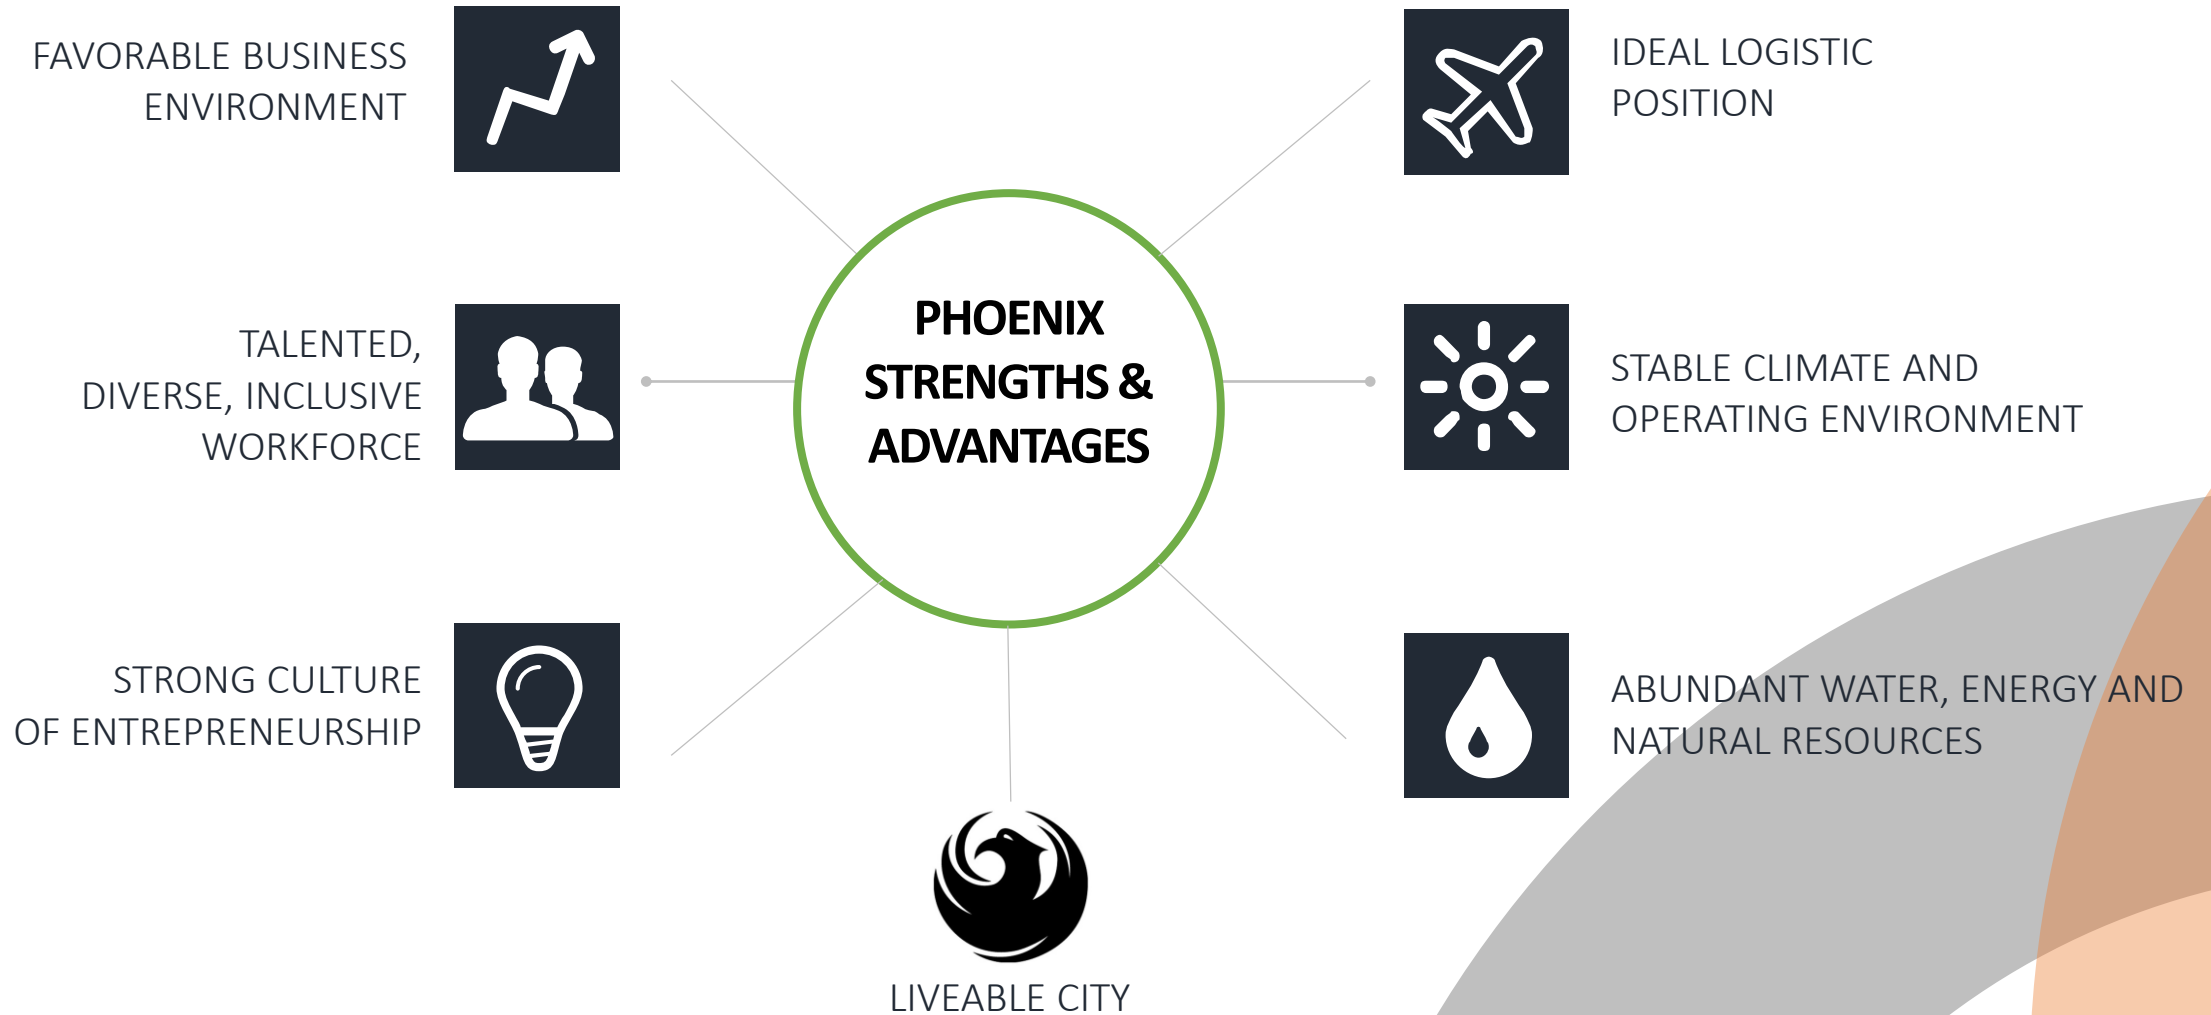 FAVORABLE BUSINESS
ENVIRONMENT
TALENTED,
DIVERSE, INCLUSIVE
WORKFORCE
STRONG CULTURE
OF ENTREPRENEURSHIP
PHOENIX
STRENGTHS &
ADVANTAGES
LIVEABLE CITY
IDEAL LOGISTIC
POSITION
STABLE CLIMATE AND
OPERATING ENVIRONMENT
ABUNDANT WATER, ENERGY AND
NATURAL RESOURCES